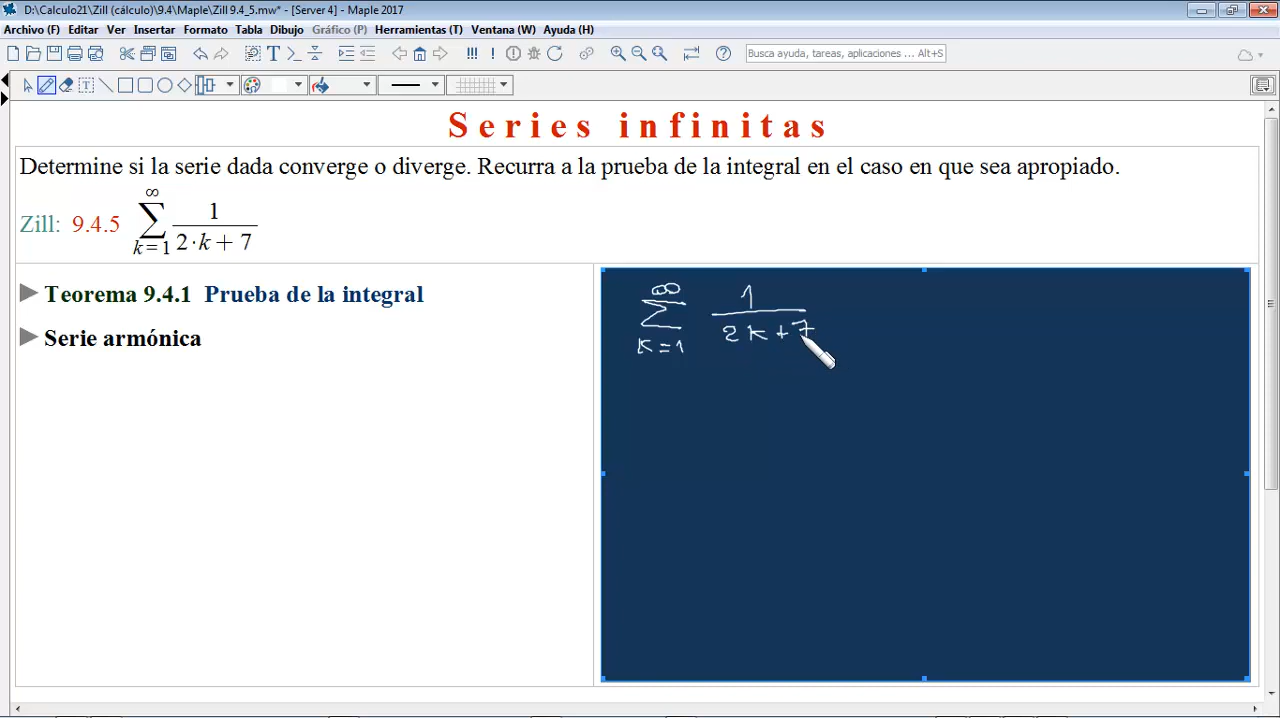 D:\Calculo21\Zill (cálculo)\9.4\Maple\Zill 9.4_5.mw* - [Server 4] - Maple 2017
Archivo (F) Editar Ver Insertar Formato Tabla Dibujo Gráfico (P) Herramientas (T) Ventana (W) Ayuda (H)
Busca ayuda, tareas, aplicaciones ... Alt+S
Series infinitas
Determine si la serie dada converge o diverge. Recurra a la prueba de la integral en el caso en que sea apropiado.
∞
1
Zill: 9.4.5 ∑
k = 1 2·k + 7
Teorema 9.4.1 Prueba de la integral
Serie armónica
∞ 1
∑
2k+7
k=1